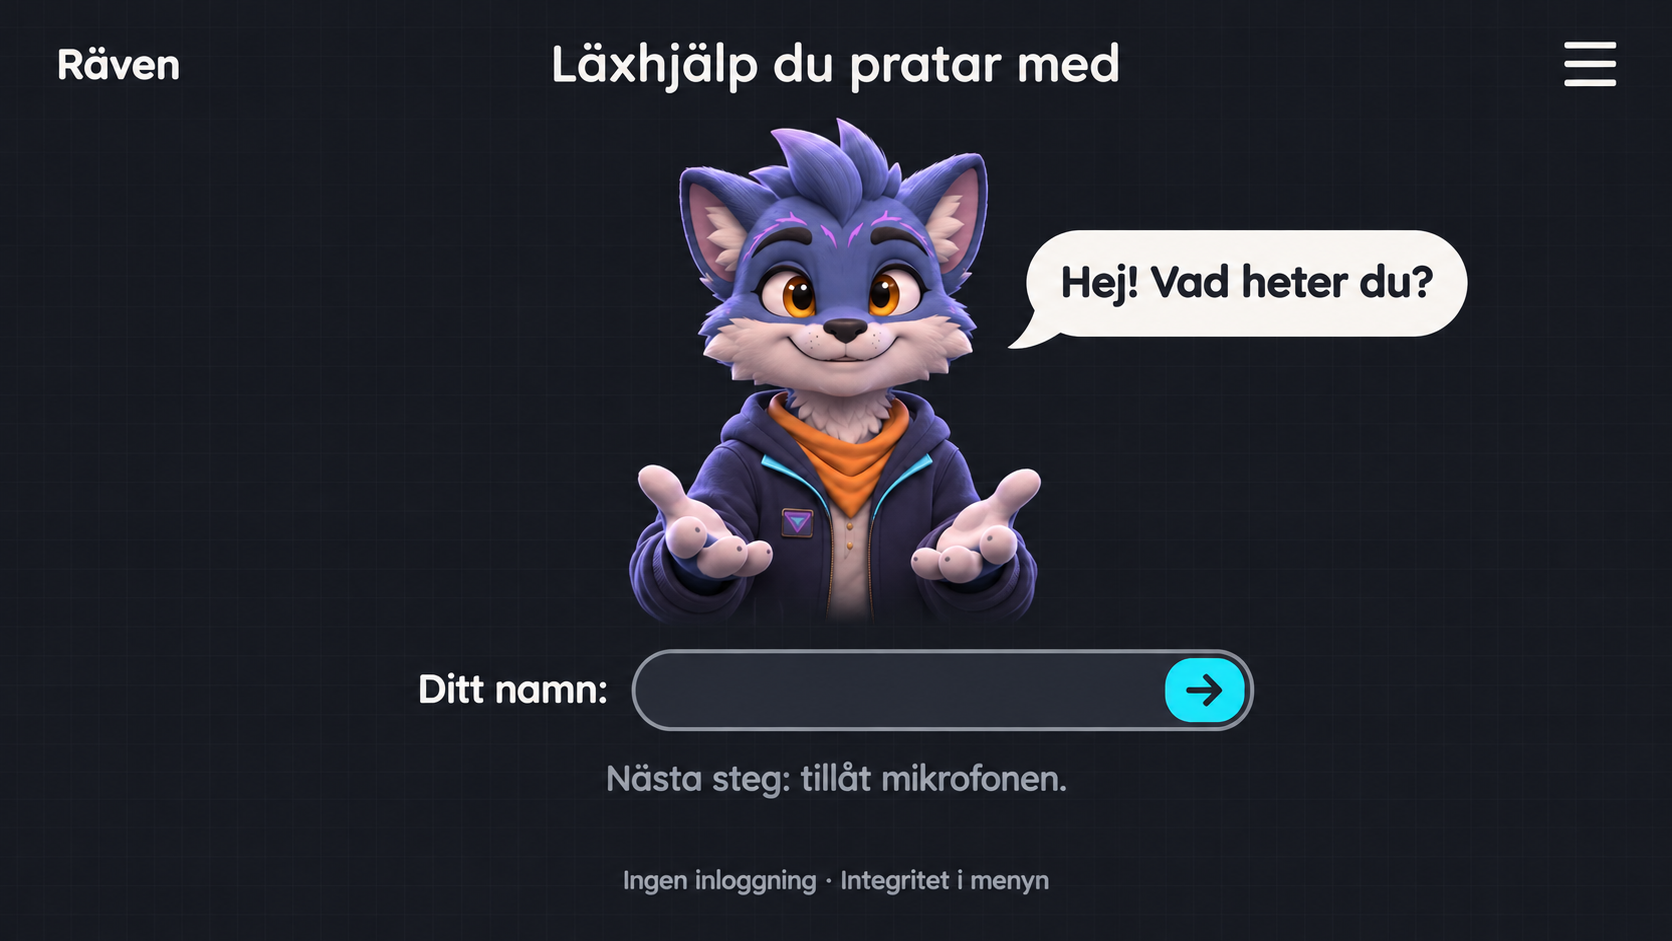 Räven
Läxhjälp du pratar med
Hej! Vad heter du?
Ditt namn:
Nästa steg: tillåt mikrofonen.
Ingen inloggning · Integritet i menyn